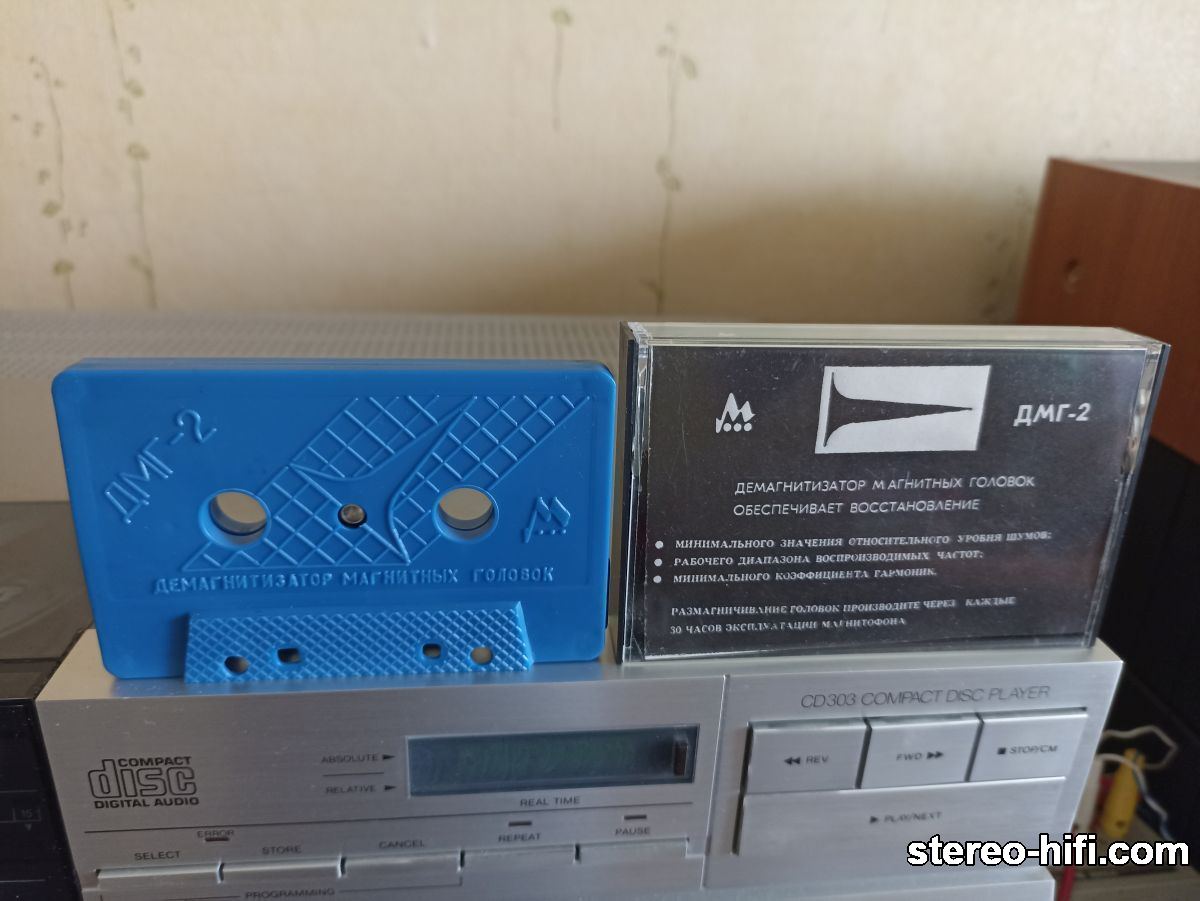 ДМГ-2
ДЕМАГНИТИЗАТОР МАГНИТНЫХ ГОЛОВОК
ДМГ-2
ДЕМАГНИТИЗАТОР МАГНИТНЫХ ГОЛОВОК
ОБЕСПЕЧИВАЕТ ВОССТАНОВЛЕНИЕ
● МИНИМАЛЬНОГО ЗНАЧЕНИЯ ОТНОСИТЕЛЬНОГО УРОВНЯ ШУМОВ;
● РАБОЧЕГО ДИАПАЗОНА ВОСПРОИЗВОДИМЫХ ЧАСТОТ;
● МИНИМАЛЬНОГО КОЭФФИЦИЕНТА ГАРМОНИК.
РАЗМАГНИЧИВАНИЕ ГОЛОВОК ПРОИЗВОДИТЕ ЧЕРЕЗ КАЖДЫЕ
30 ЧАСОВ ЭКСПЛУАТАЦИИ МАГНИТОФОНА
CD303 COMPACT DISC PLAYER
COMPACT
disc
DIGITAL AUDIO
ABSOLUTE ►
RELATIVE ►
REAL TIME
◄◄ REV
FWD ►►
■ STOP/CM
► PLAY/NEXT
ERROR
REPEAT
PAUSE
SELECT
STORE
CANCEL
PROGRAMMING
15
stereo-hifi.com